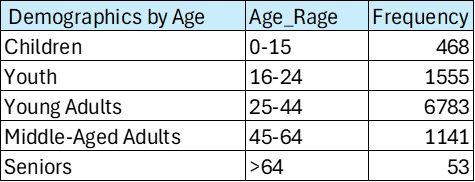 Demographics by Age Age_Rage Frequency
Children 0-15 468
Youth 16-24 1555
Young Adults 25-44 6783
Middle-Aged Adults 45-64 1141
Seniors >64 53